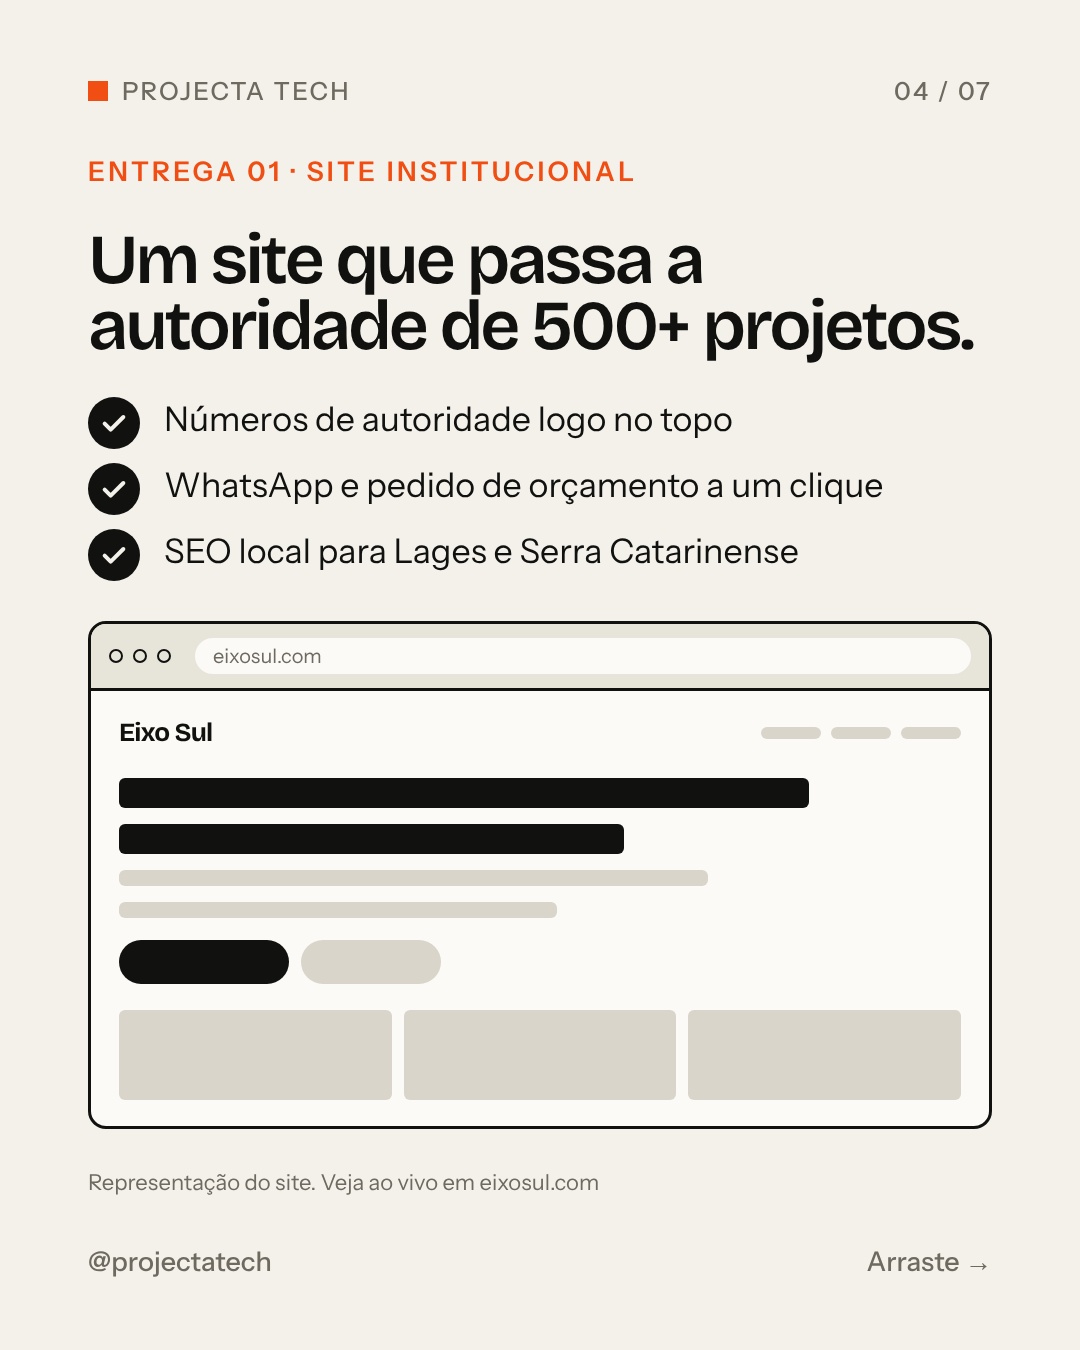 PROJECTA TECH
04 / 07
ENTREGA 01 · SITE INSTITUCIONAL
Um site que passa a
autoridade de 500+ projetos.
Números de autoridade logo no topo
WhatsApp e pedido de orçamento a um clique
SEO local para Lages e Serra Catarinense
eixosul.com
Eixo Sul
Representação do site. Veja ao vivo em eixosul.com
@projectatech
Arraste →